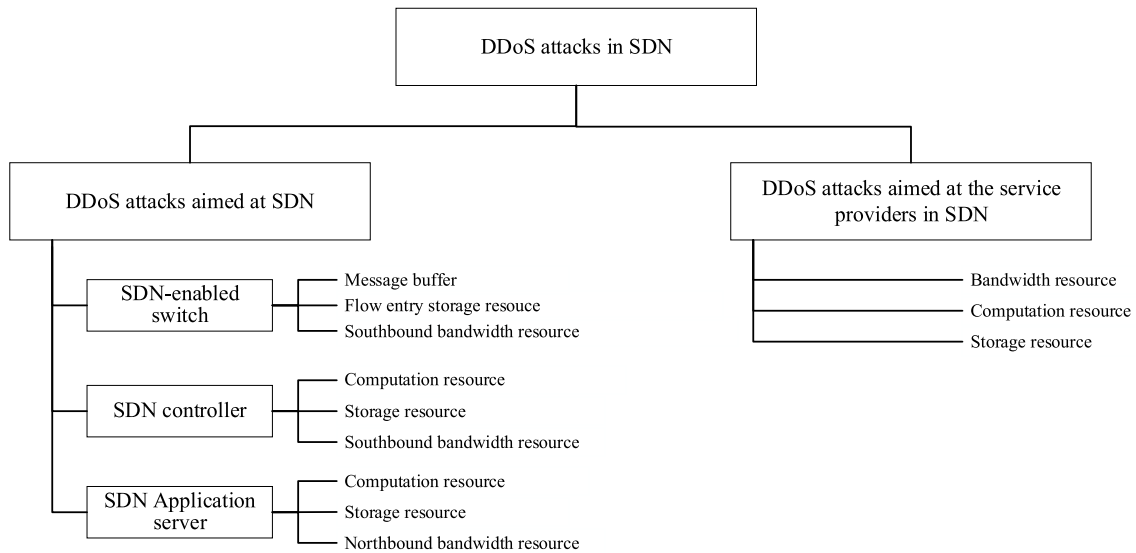 DDoS attacks in SDN
DDoS attacks aimed at SDN
DDoS attacks aimed at the service
providers in SDN
SDN-enabled
switch
Message buffer
Flow entry storage resouce
Southbound bandwidth resource
SDN controller
Computation resource
Storage resource
Southbound bandwidth resource
SDN Application
server
Computation resource
Storage resource
Northbound bandwidth resource
Bandwidth resource
Computation resource
Storage resource